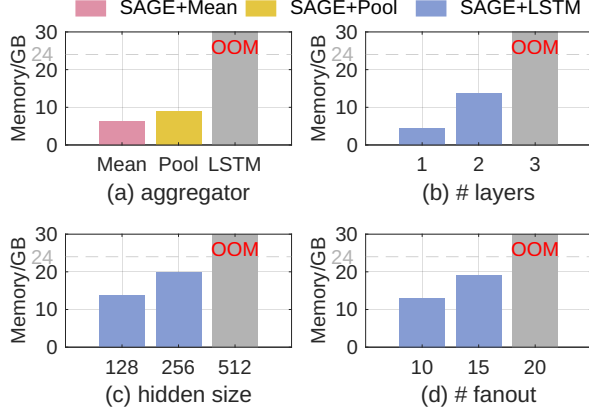 SAGE+Mean SAGE+Pool SAGE+LSTM
Memory/GB
30
24
20
10
0
OOM
Mean Pool LSTM
(a) aggregator
Memory/GB
30
24
20
10
0
OOM
1 2 3
(b) # layers
Memory/GB
30
24
20
10
0
OOM
128 256 512
(c) hidden size
Memory/GB
30
24
20
10
0
OOM
10 15 20
(d) # fanout